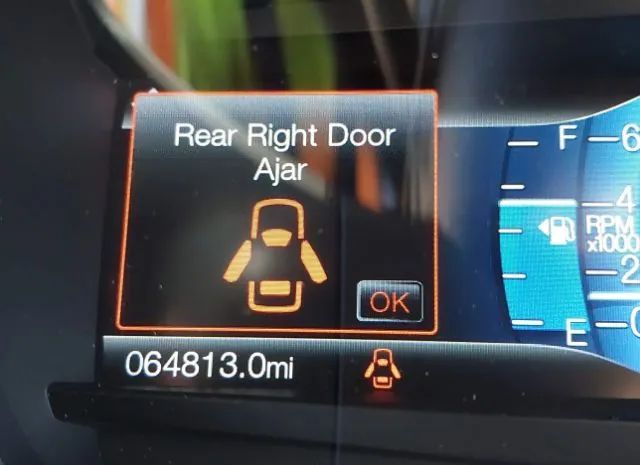 Rear Right Door
Ajar
OK
064813.0mi
F
E
6
4
RPM
x1000
2
0